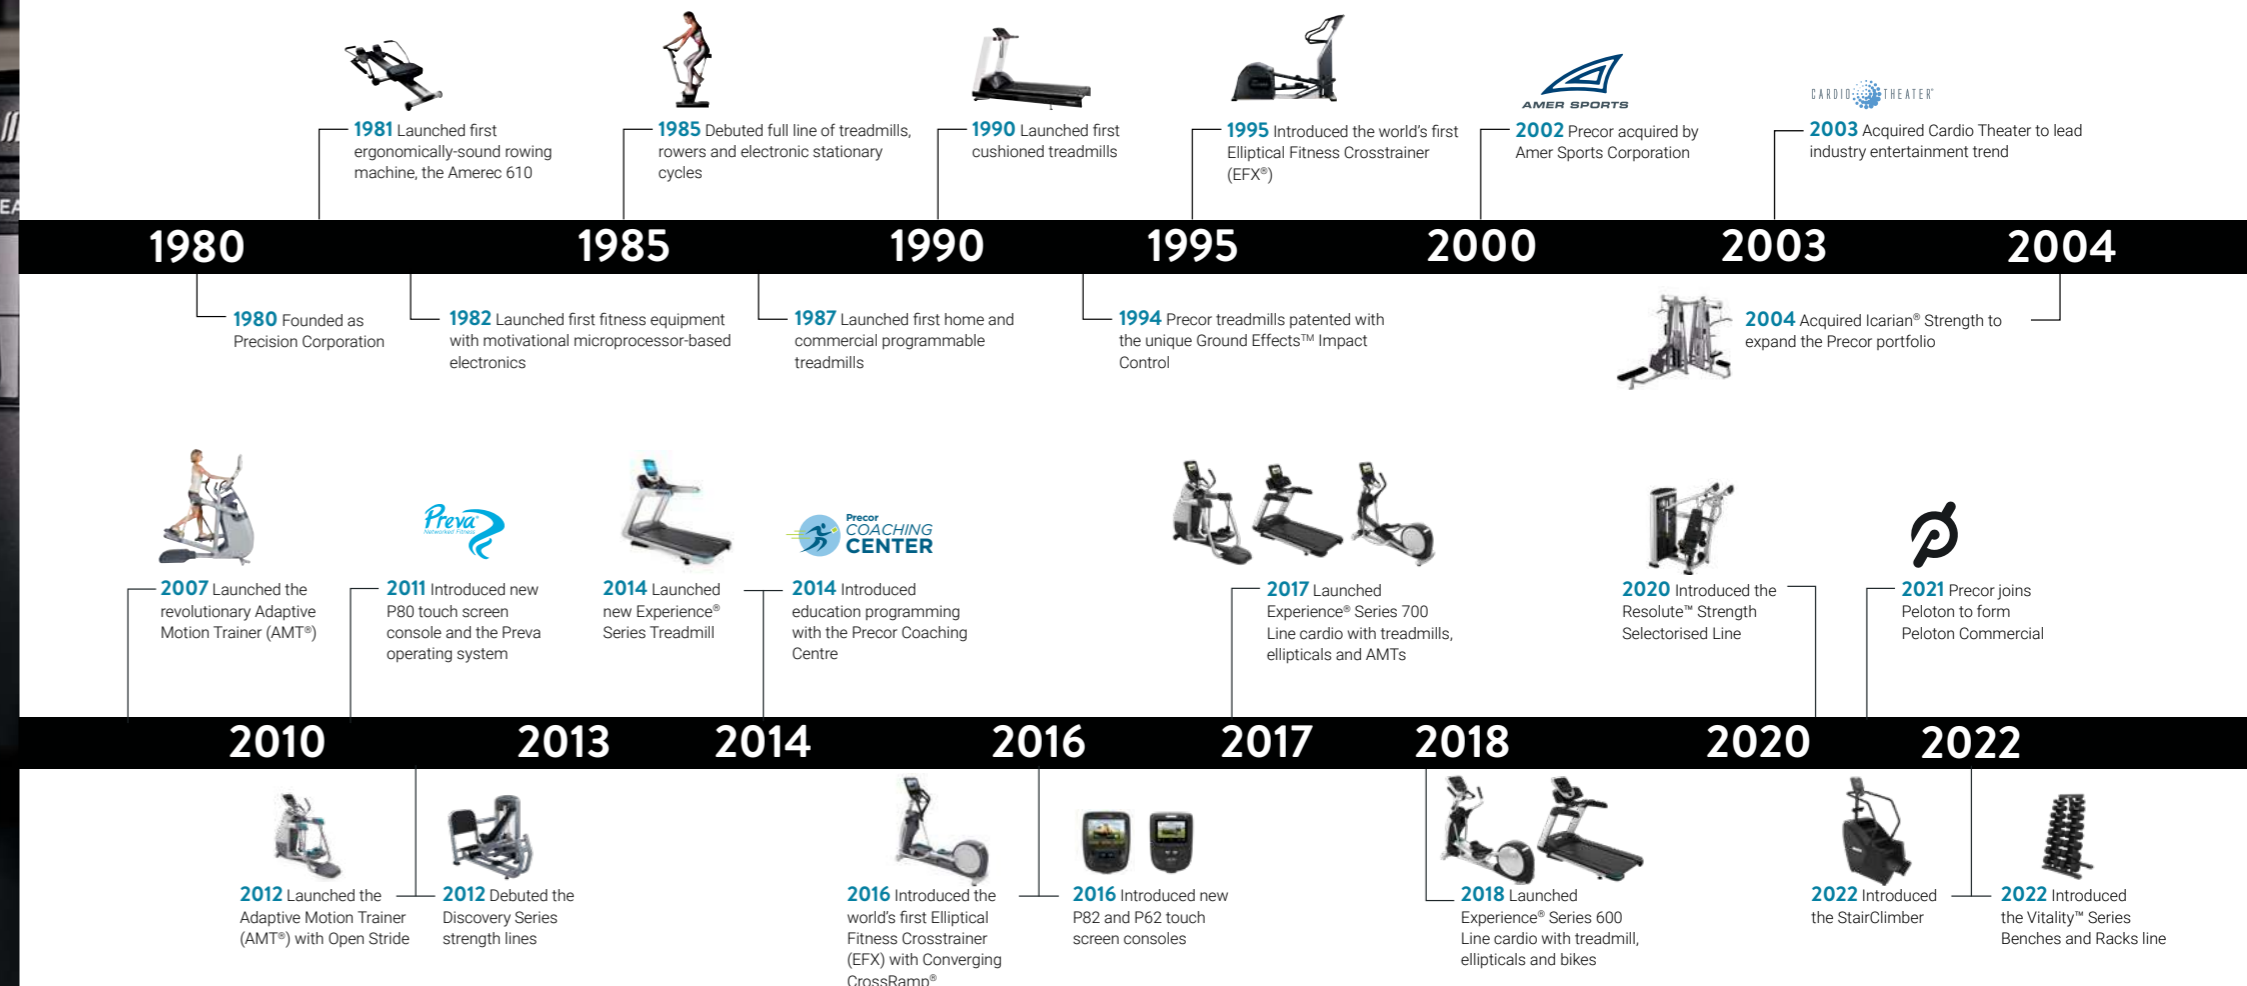 AMER SPORTS
CARDIO THEATER
1981 Launched first
ergonomically-sound rowing
machine, the Amerec 610
1985 Debuted full line of treadmills,
rowers and electronic stationary
cycles
1990 Launched first
cushioned treadmills
1995 Introduced the world's first
Elliptical Fitness Crosstrainer
(EFX®)
2002 Precor acquired by
Amer Sports Corporation
2003 Acquired Cardio Theater to lead
industry entertainment trend
1980
1985
1990
1995
2000
2003
2004
1980 Founded as
Precision Corporation
1982 Launched first fitness equipment
with motivational microprocessor-based
electronics
1987 Launched first home and
commercial programmable
treadmills
1994 Precor treadmills patented with
the unique Ground Effects™ Impact
Control
2004 Acquired Icarian® Strength to
expand the Precor portfolio
Preva
Networked Fitness
Precor
COACHING
CENTER
2007 Launched the
revolutionary Adaptive
Motion Trainer (AMT®)
2011 Introduced new
P80 touch screen
console and the Preva
operating system
2014 Launched
new Experience®
Series Treadmill
2014 Introduced
education programming
with the Precor Coaching
Centre
2017 Launched
Experience® Series 700
Line cardio with treadmills,
ellipticals and AMTs
2020 Introduced the
Resolute™ Strength
Selectorised Line
2021 Precor joins
Peloton to form
Peloton Commercial
2010
2013
2014
2016
2017
2018
2020
2022
2012 Launched the
Adaptive Motion Trainer
(AMT®) with Open Stride
2012 Debuted the
Discovery Series
strength lines
2016 Introduced the
world's first Elliptical
Fitness Crosstrainer
(EFX) with Converging
CrossRamp®
2016 Introduced new
P82 and P62 touch
screen consoles
2018 Launched
Experience® Series 600
Line cardio with treadmill,
ellipticals and bikes
2022 Introduced
the StairClimber
2022 Introduced
the Vitality™ Series
Benches and Racks line